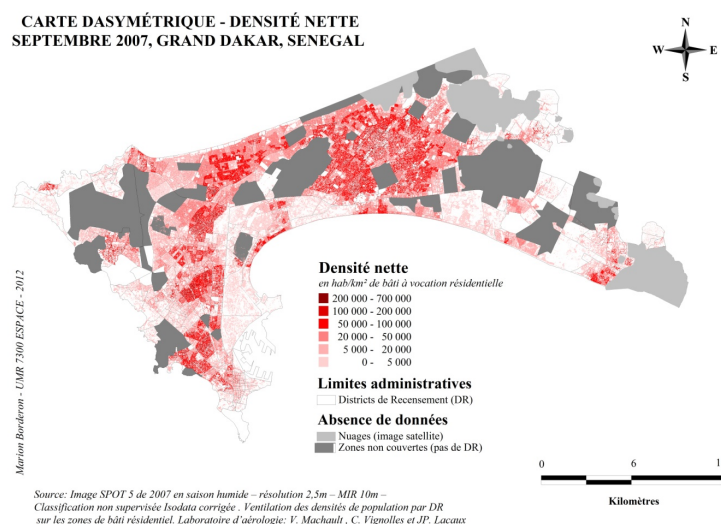 CARTE DASYMÉTRIQUE - DENSITÉ NETTE
SEPTEMBRE 2007, GRAND DAKAR, SENEGAL
N
W E
S
Densité nette
en hab/km² de bâti à vocation résidentielle
200 000 - 700 000
100 000 - 200 000
50 000 - 100 000
20 000 - 50 000
5 000 - 20 000
0 - 5 000
Limites administratives
Districts de Recensement (DR)
Absence de données
Nuages (image satellite)
Zones non couvertes (pas de DR)
Marion Borderon - UMR 7300 ESPACE - 2012
0 6 1
Kilomètres
Source: Image SPOT 5 de 2007 en saison humide – résolution 2,5m – MIR 10m –
Classification non supervisée Isodata corrigée . Ventilation des densités de population par DR
sur les zones de bâti résidentiel. Laboratoire d'aérologie: V. Machault , C. Vignolles et JP. Lacaux